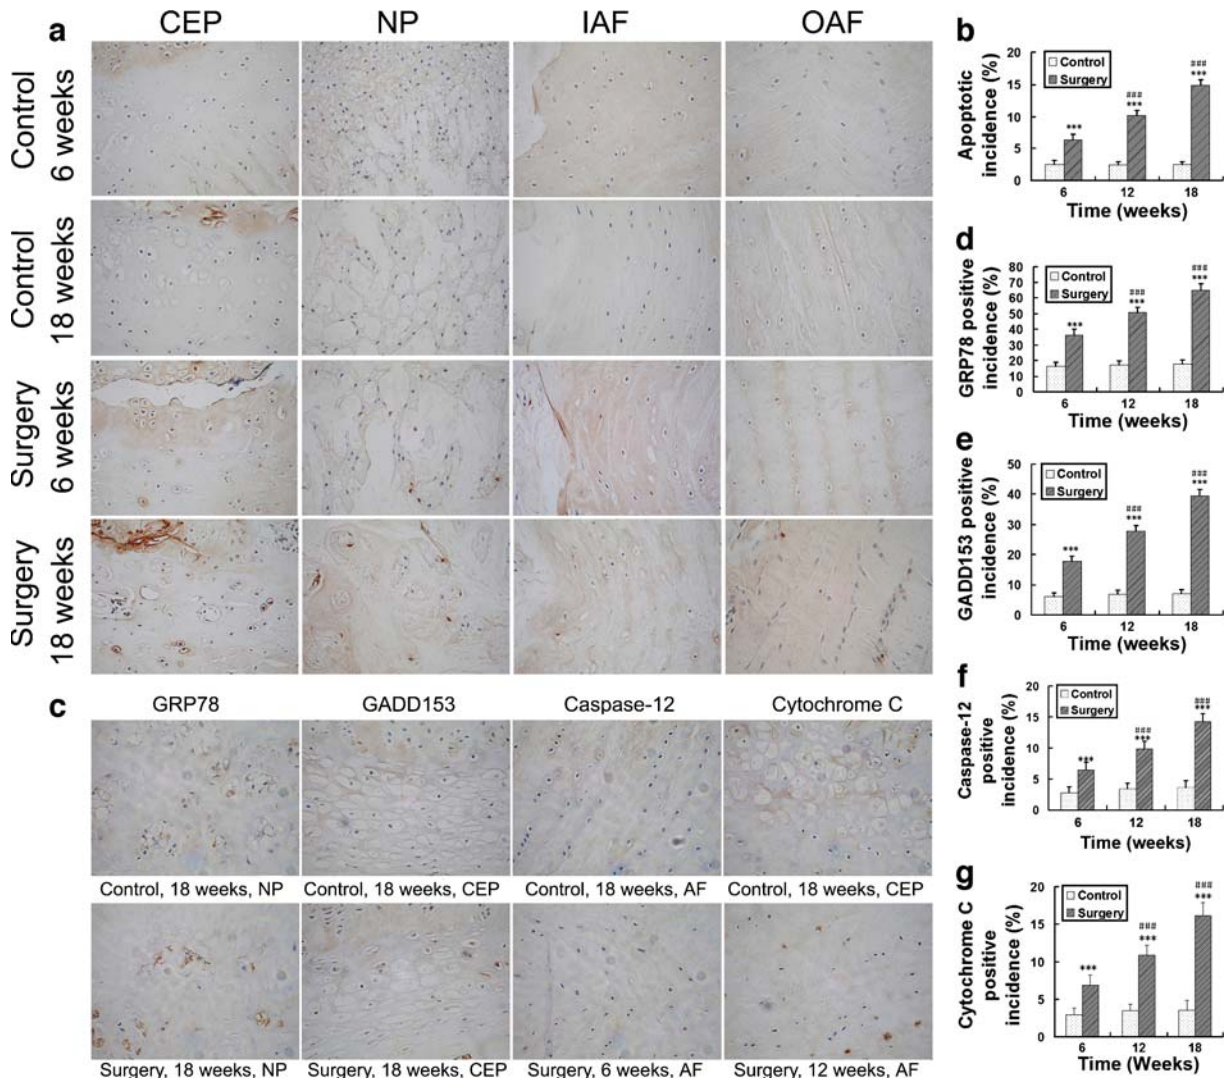 a
CEP NP IAF OAF
Control
6 weeks
Control
18 weeks
Surgery
6 weeks
Surgery
18 weeks
c
GRP78 GADD153 Caspase-12 Cytochrome C
Control, 18 weeks, NP Control, 18 weeks, CEP Control, 18 weeks, AF Control, 18 weeks, CEP
Surgery, 18 weeks, NP Surgery, 18 weeks, CEP Surgery, 6 weeks, AF Surgery, 12 weeks, AF
b
Apoptotic
incidence (%)
20
15
10
5
0
Control
Surgery
***
###
***
###
***
6 12 18
Time (weeks)
d
GRP78 positive
incidence (%)
80
70
60
50
40
30
20
10
0
Control
Surgery
***
###
***
###
***
6 12 18
Time (weeks)
e
GADD153 positive
incidence (%)
50
40
30
20
10
0
Control
Surgery
***
###
***
###
***
6 12 18
Time (weeks)
f
Caspase-12
positive
incidence (%)
20
15
10
5
0
Control
Surgery
***
###
***
###
***
6 12 18
Time (weeks)
g
Cytochrome C
positive
incidence (%)
20
15
10
5
0
Control
Surgery
***
###
***
###
***
6 12 18
Time (Weeks)